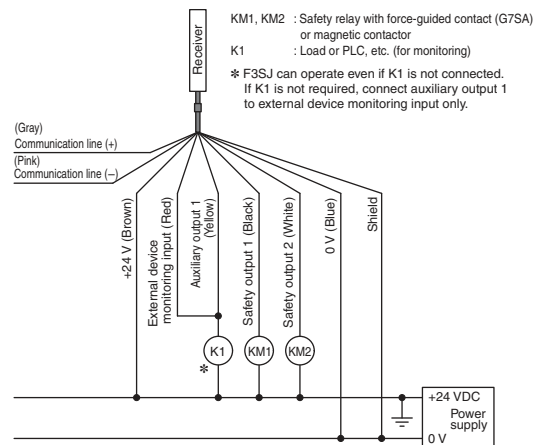 KM1, KM2 : Safety relay with force-guided contact (G7SA)
or magnetic contactor
K1 : Load or PLC, etc. (for monitoring)
* F3SJ can operate even if K1 is not connected.
If K1 is not required, connect auxiliary output 1
to external device monitoring input only.
Receiver
(Gray)
Communication line (+)
(Pink)
Communication line (–)
+24 V (Brown)
External device
monitoring input (Red)
Auxiliary output 1
(Yellow)
Safety output 1 (Black)
Safety output 2 (White)
0 V (Blue)
Shield
K1
KM1
KM2
*
+24 VDC
Power
supply
0 V